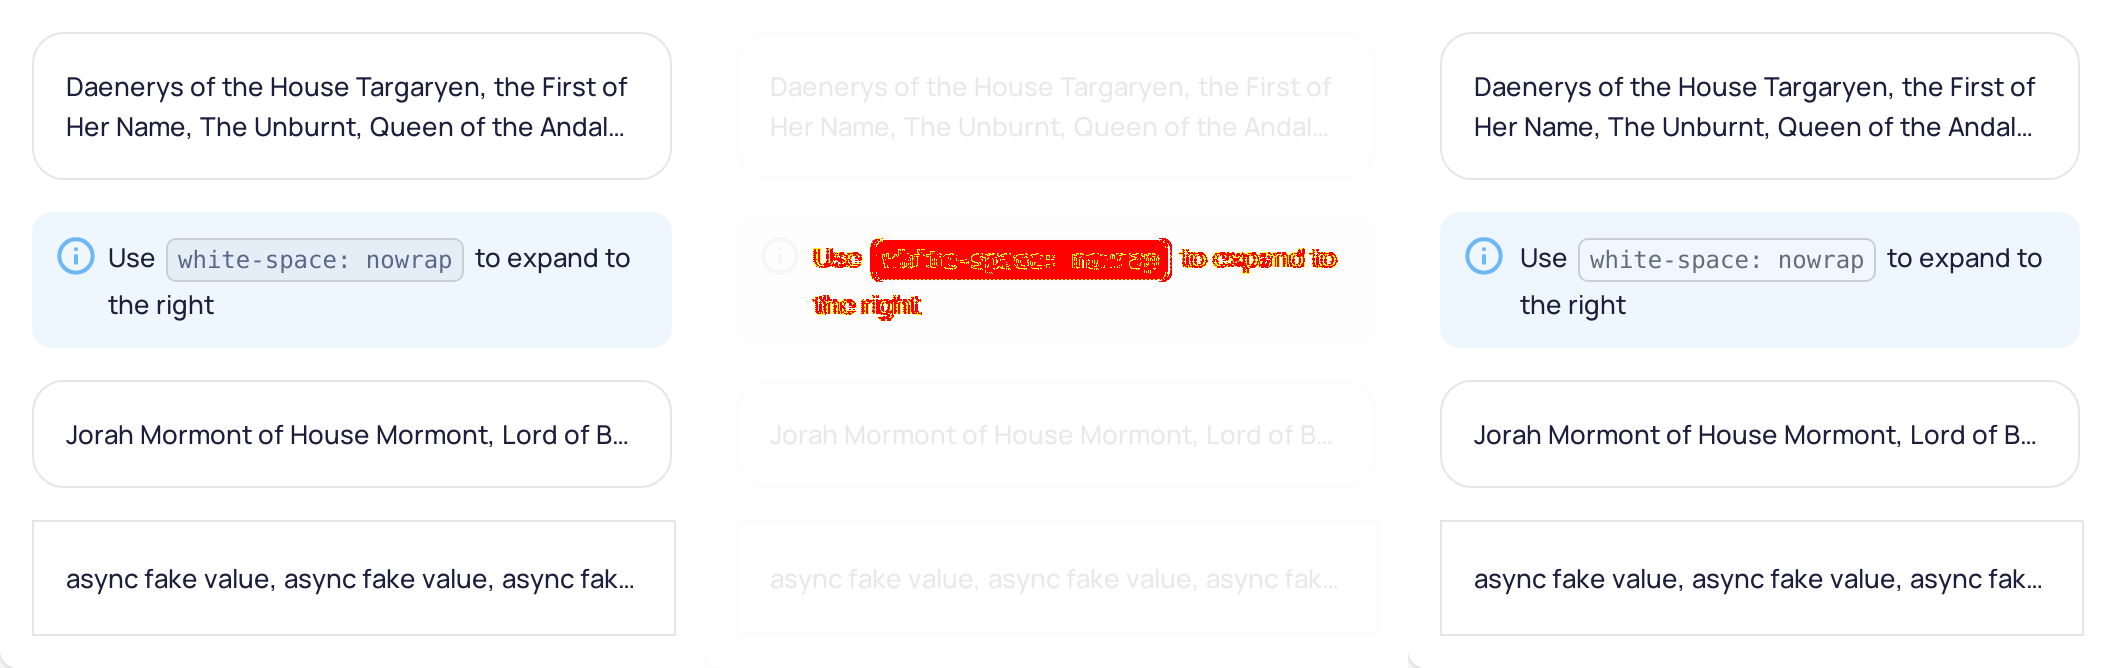 Daenerys of the House Targaryen, the First of
Her Name, The Unburnt, Queen of the Andal...
Use white-space: nowrap to expand to
the right
Jorah Mormont of House Mormont, Lord of B...
async fake value, async fake value, async fak...
Daenerys of the House Targaryen, the First of
Her Name, The Unburnt, Queen of the Andal...
Use white-space: nowrap to expand to
the right
Jorah Mormont of House Mormont, Lord of B...
async fake value, async fake value, async fak...
Daenerys of the House Targaryen, the First of
Her Name, The Unburnt, Queen of the Andal...
Use white-space: nowrap to expand to
the right
Jorah Mormont of House Mormont, Lord of B...
async fake value, async fake value, async fak...